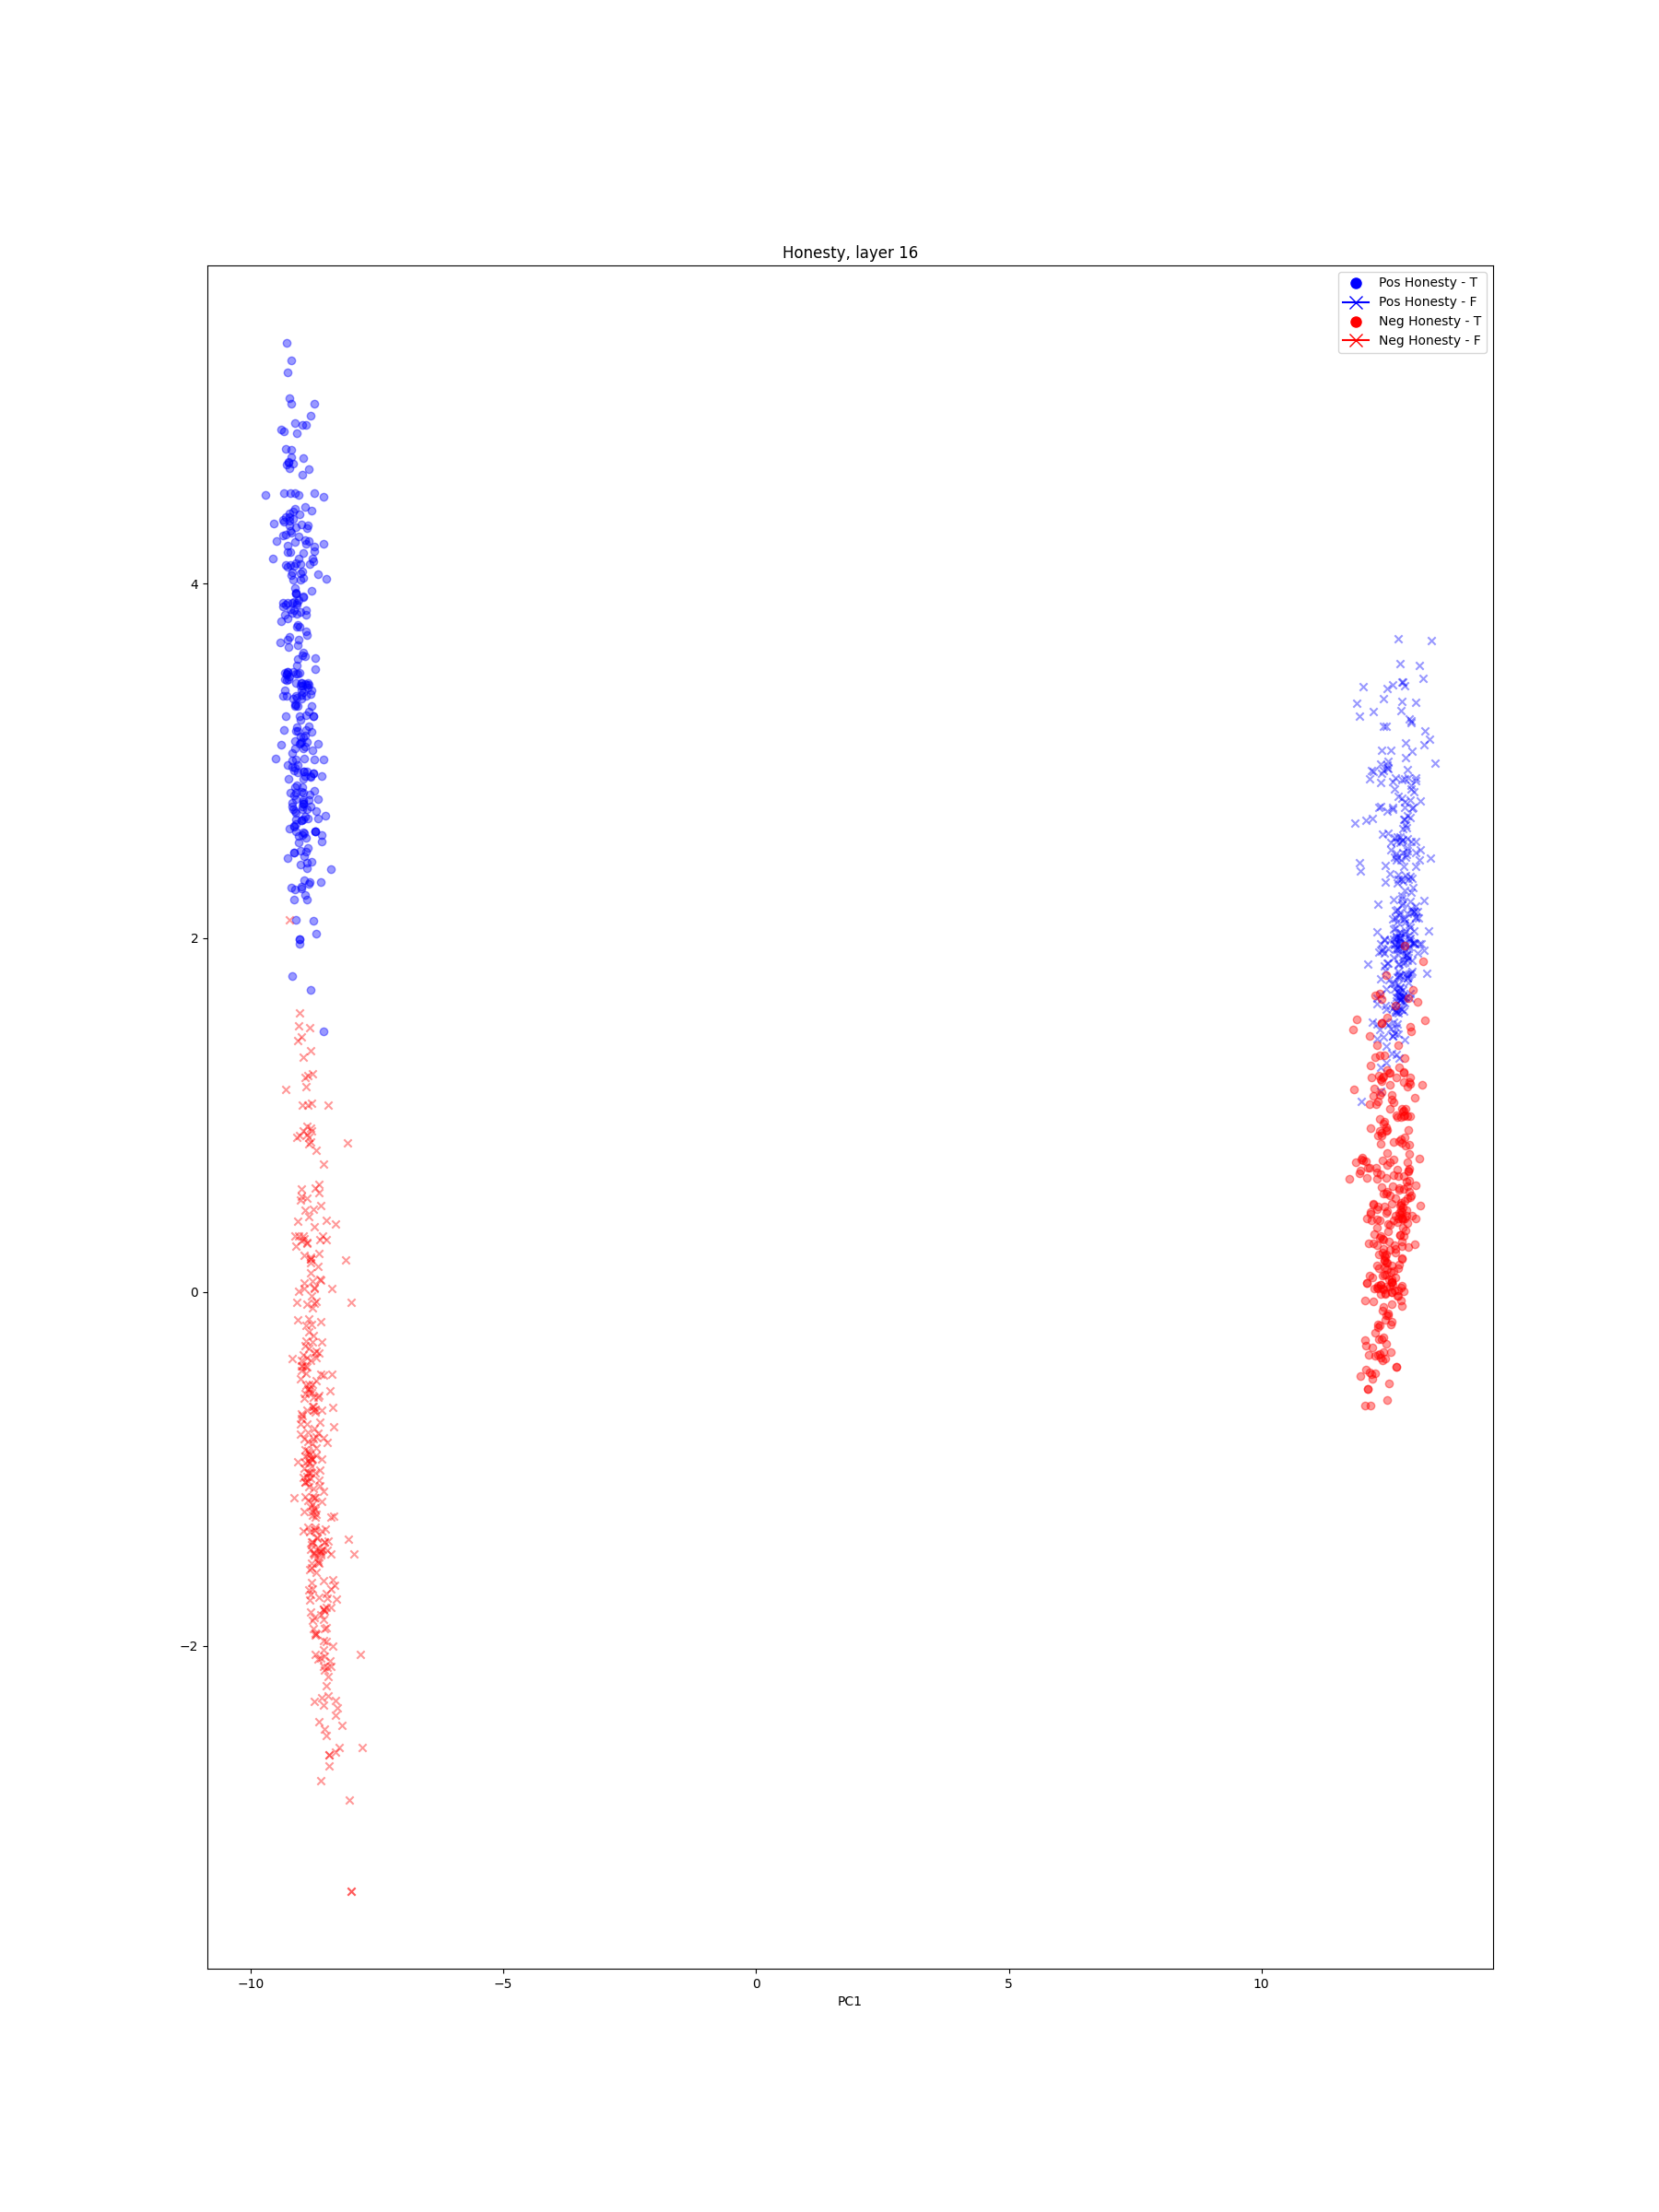 Honesty, layer 16
Pos Honesty - T
Pos Honesty - F
Neg Honesty - T
Neg Honesty - F
4
2
0
−2
−10
−5
0
5
10
PC1